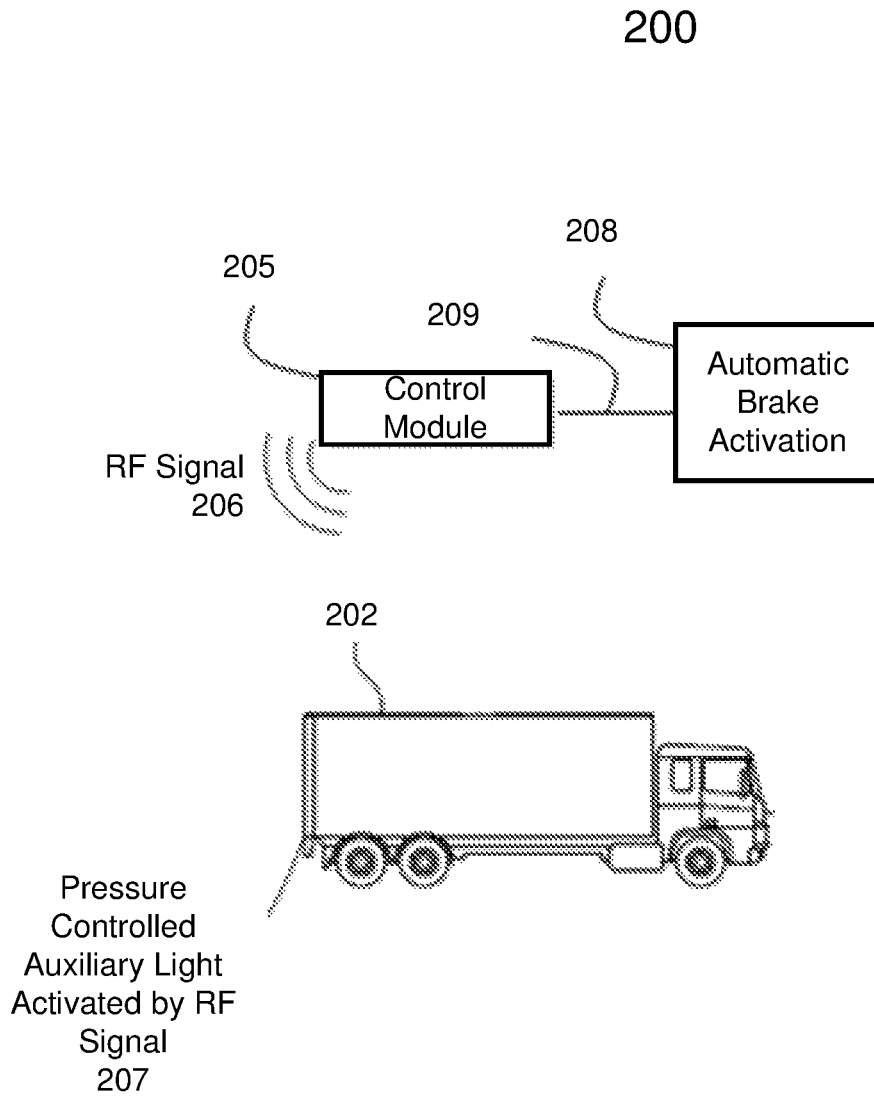 200
208
205
209
Automatic
Brake
Activation
Control
Module
RF Signal
206
202
Pressure
Controlled
Auxiliary Light
Activated by RF
Signal
207